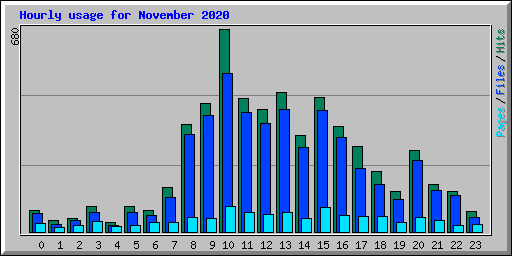 Hourly usage for November 2020
680
Pages/Files/Hits
0 1 2 3 4 5 6 7 8 9 10 11 12 13 14 15 16 17 18 19 20 21 22 23